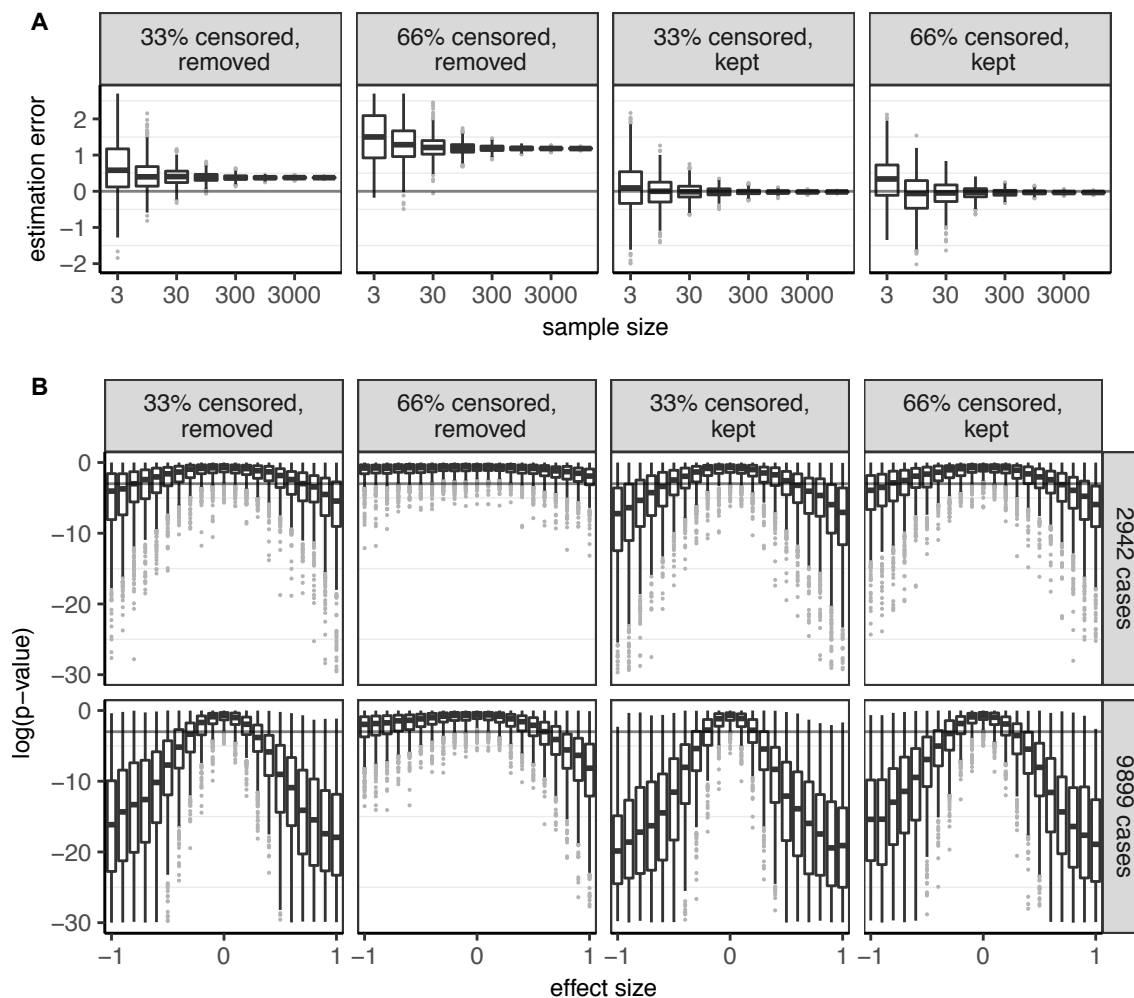 A
33% censored,
removed
66% censored,
removed
33% censored,
kept
66% censored,
kept
estimation error
2
1
0
−1
−2
3 30 300 3000
3 30 300 3000
3 30 300 3000
3 30 300 3000
sample size
B
33% censored,
removed
66% censored,
removed
33% censored,
kept
66% censored,
kept
log(p−value)
0
−10
−20
−30
2942 cases
0
−10
−20
−30
9899 cases
−1 0 1
−1 0 1
−1 0 1
−1 0 1
effect size